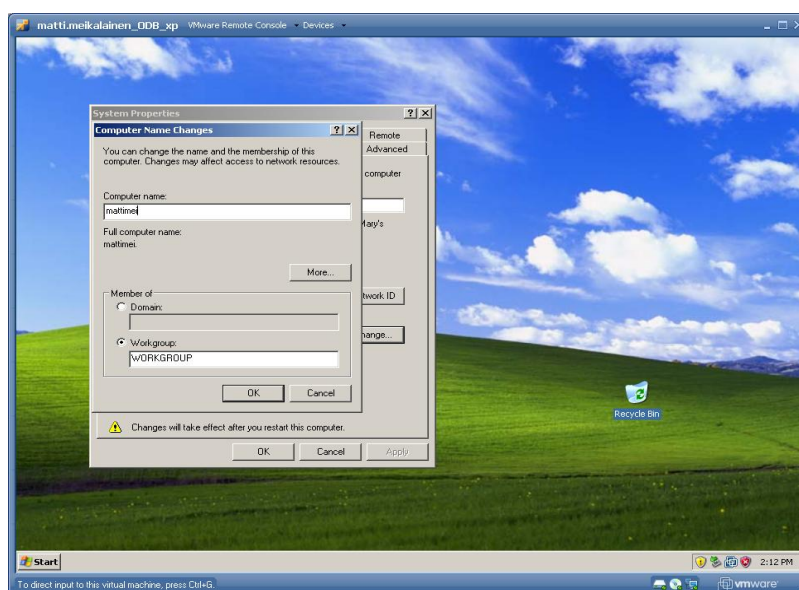 matti.meikalainen_ODB_xp VMware Remote Console Devices
System Properties
Computer Name Changes
Remote
Advanced
You can change the name and the membership of this
computer. Changes may affect access to network resources.
computer
Computer name:
mattimei
Mary's
Full computer name:
mattimei.
More...
Member of
Domain:
twork ID
Workgroup:
WORKGROUP
hange...
OK Cancel
Changes will take effect after you restart this computer.
OK Cancel Apply
Recycle Bin
Start
2:12 PM
To direct input to this virtual machine, press Ctrl+G.
vmware